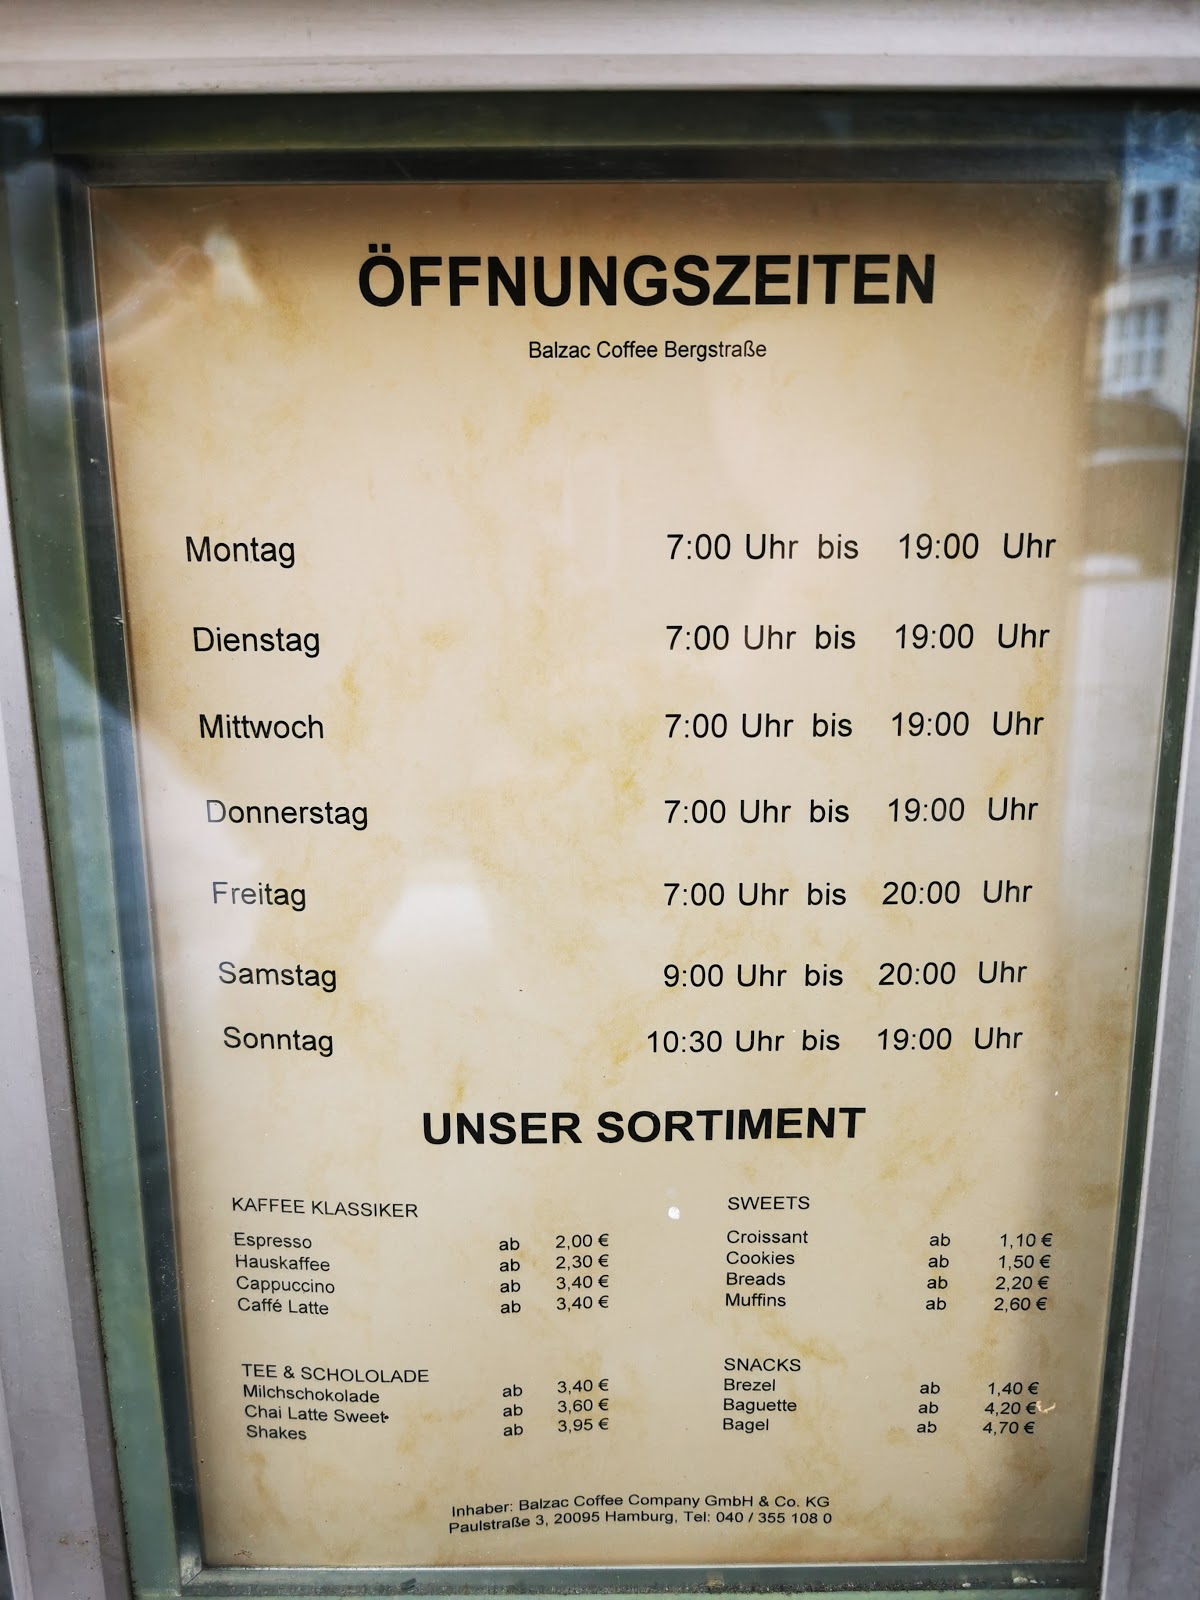 ÖFFNUNGSZEITEN
Balzac Coffee Bergstraße
Montag 7:00 Uhr bis 19:00 Uhr
Dienstag 7:00 Uhr bis 19:00 Uhr
Mittwoch 7:00 Uhr bis 19:00 Uhr
Donnerstag 7:00 Uhr bis 19:00 Uhr
Freitag 7:00 Uhr bis 20:00 Uhr
Samstag 9:00 Uhr bis 20:00 Uhr
Sonntag 10:30 Uhr bis 19:00 Uhr
UNSER SORTIMENT
KAFFEE KLASSIKER
Espresso ab 2,00 €
Hauskaffee ab 2,30 €
Cappuccino ab 3,40 €
Caffé Latte ab 3,40 €
TEE & SCHOLOLADE
Milchschokolade ab 3,40 €
Chai Latte Sweet ab 3,60 €
Shakes ab 3,95 €
SWEETS
Croissant ab 1,10 €
Cookies ab 1,50 €
Breads ab 2,20 €
Muffins ab 2,60 €
SNACKS
Brezel ab 1,40 €
Baguette ab 4,20 €
Bagel ab 4,70 €
Inhaber: Balzac Coffee Company GmbH & Co. KG
Paulstraße 3, 20095 Hamburg, Tel: 040 / 355 108 0